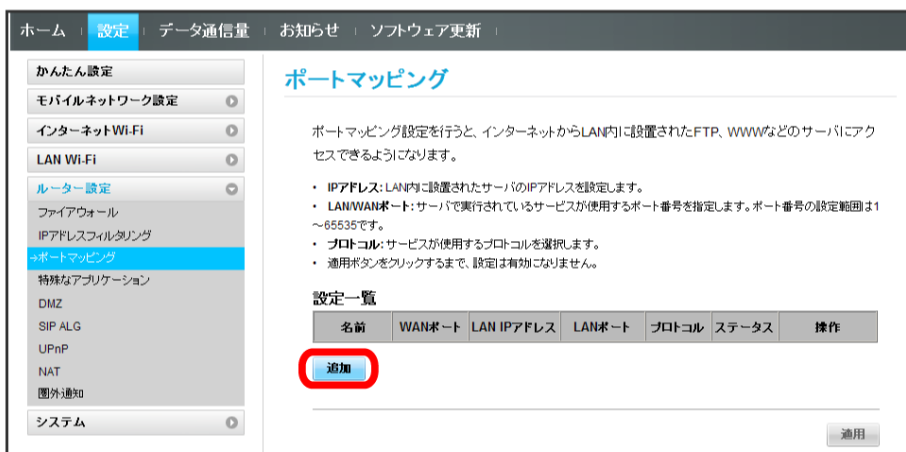 ホーム 設定 データ通信量 お知らせ ソフトウェア更新
かんたん設定
モバイルネットワーク設定
インターネットWi-Fi
LAN Wi-Fi
ルーター設定
ファイアウォール
IPアドレスフィルタリング
→ポートマッピング
特殊なアプリケーション
DMZ
SIP ALG
UPnP
NAT
圏外通知
システム
ポートマッピング
ポートマッピング設定を行うと、インターネットからLAN内に設置されたFTP、WWWなどのサーバにアク
セスできるようになります。
・ IPアドレス:LAN内に設置されたサーバのIPアドレスを設定します。
・ LAN/WANポート:サーバで実行されているサービスが使用するポート番号を指定します。ポート番号の設定範囲は1
～65535です。
・ プロトコル:サービスが使用するプロトコルを選択します。
・ 適用ボタンをクリックするまで、設定は有効になりません。
設定一覧
名前 WANポート LAN IPアドレス LANポート プロトコル ステータス 操作
追加
適用